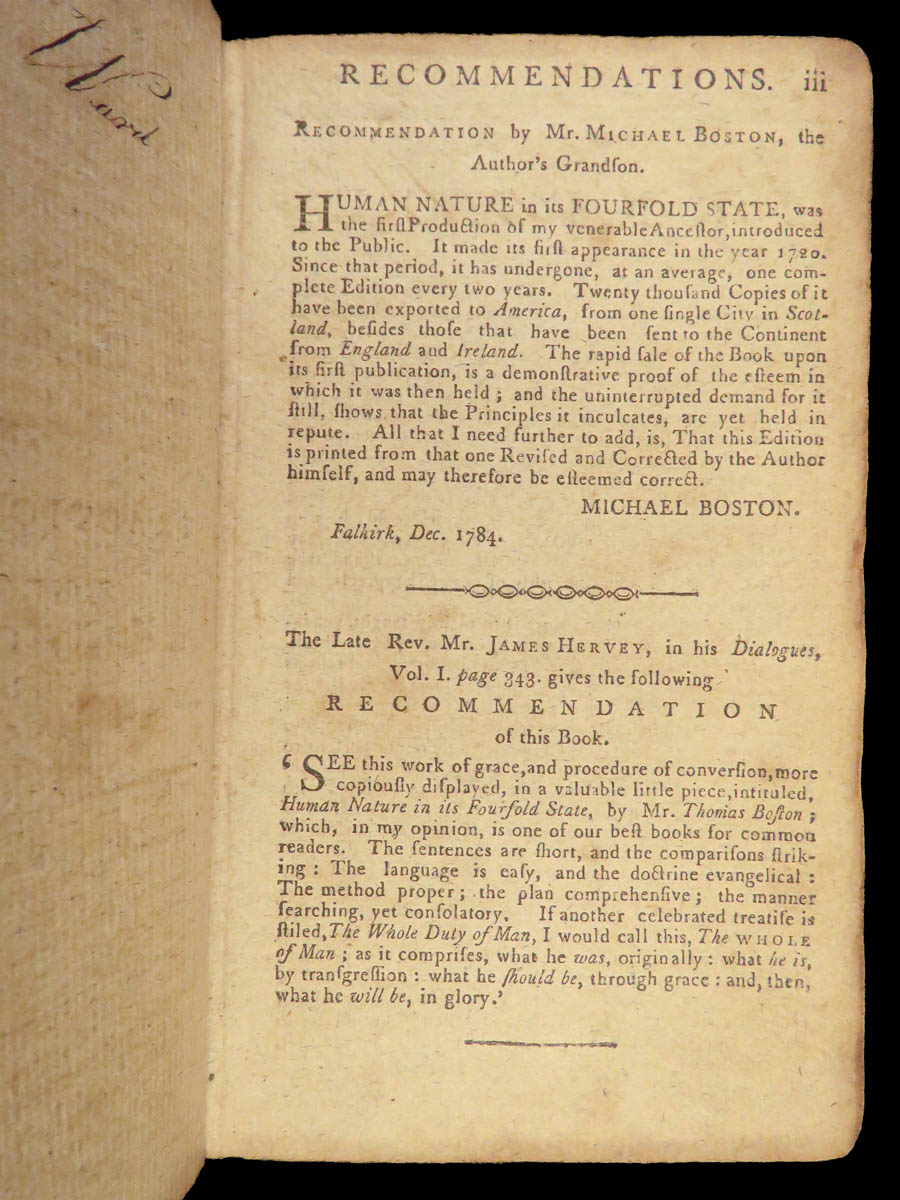 Ward
RECOMMENDATIONS. iii
RECOMMENDATION by Mr. MICHAEL BOSTON, the
Author's Grandſon.
HUMAN NATURE in its FOURFOLD STATE, was
the firſt Production of my venerable Anceſtor, introduced
to the Public. It made its firſt appearance in the year 1720.
Since that period, it has undergone, at an average, one com-
plete Edition every two years. Twenty thouſand Copies of it
have been exported to America, from one ſingle City in Scot-
land, beſides thoſe that have been ſent to the Continent
from England and Ireland. The rapid ſale of the Book upon
its firſt publication, is a demonſtrative proof of the eſteem in
which it was then held; and the uninterrupted demand for it
ſtill, ſhows that the Principles it inculcates, are yet held in
repute. All that I need further to add, is, That this Edition
is printed from that one Reviſed and Corrected by the Author
himſelf, and may therefore be eſteemed correct.
MICHAEL BOSTON.
Falkirk, Dec. 1784.
The Late Rev. Mr. JAMES HERVEY, in his Dialogues,
Vol. I. page 343. gives the following
RECOMMENDATION
of this Book.
‘SEE this work of grace, and procedure of converſion, more
copiouſly diſplayed, in a valuable little piece, intituled,
Human Nature in its Fourfold State, by Mr. Thomas Boſton;
which, in my opinion, is one of our beſt books for common
readers. The ſentences are ſhort, and the compariſons ſtrik-
ing: The language is eaſy, and the doctrine evangelical:
The method proper; the plan comprehenſive; the manner
ſearching, yet conſolatory. If another celebrated treatiſe is
ſtiled, The Whole Duty of Man, I would call this, The WHOLE
of Man; as it compriſes, what he was, originally: what he is,
by tranſgreſſion: what he ſhould be, through grace: and, then,
what he will be, in glory.’